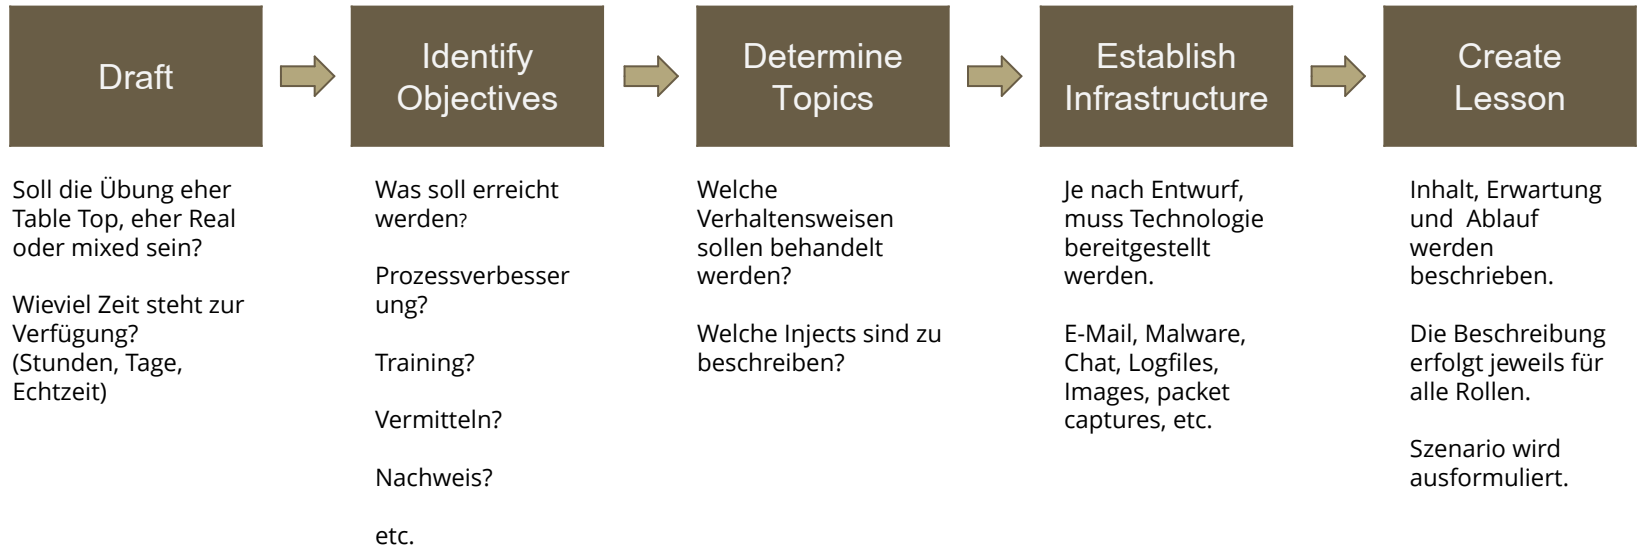 Draft
Identify
Objectives
Determine
Topics
Establish
Infrastructure
Create
Lesson
Soll die Übung eher
Table Top, eher Real
oder mixed sein?
Wieviel Zeit steht zur
Verfügung?
(Stunden, Tage,
Echtzeit)
Was soll erreicht
werden?
Prozessverbesser
ung?
Training?
Vermitteln?
Nachweis?
etc.
Welche
Verhaltensweisen
sollen behandelt
werden?
Welche Injects sind zu
beschreiben?
Je nach Entwurf,
muss Technologie
bereitgestellt
werden.
E-Mail, Malware,
Chat, Logfiles,
Images, packet
captures, etc.
Inhalt, Erwartung
und  Ablauf
werden
beschrieben.
Die Beschreibung
erfolgt jeweils für
alle Rollen.
Szenario wird
ausformuliert.